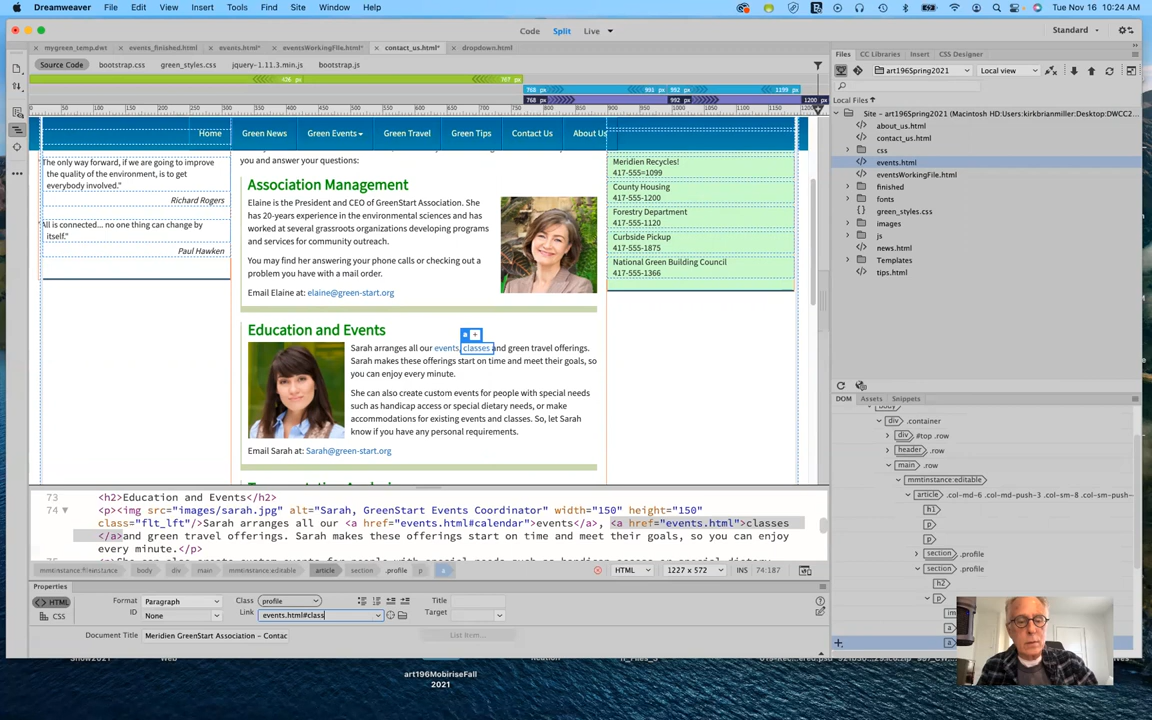 Dreamweaver File Edit View Insert Tools Find Site Window Help Tue Nov 16 10:24 AM
Code Split Live Standard
mygreen_temp.dwt events_finished.html events.html* eventsWorkingFile.html* contact_us.html* dropdown.html
Source Code bootstrap.css green_styles.css jquery-1.11.3.min.js bootstrap.js
Home Green News Green Events Green Travel Green Tips Contact Us About Us
"The only way forward, if we are going to improve
the quality of the environment, is to get
everybody involved."
Richard Rogers
All is connected... no one thing can change by
itself."
Paul Hawken
you and answer your questions:
Association Management
Elaine is the President and CEO of GreenStart Association. She
has 20-years experience in the environmental sciences and has
worked at several grassroots organizations developing programs
and services for community outreach.
You may find her answering your phone calls or checking out a
problem you have with a mail order.
Email Elaine at: elaine@green-start.org
Education and Events
a +
Sarah arranges all our events, classes and green travel offerings.
Sarah makes these offerings start on time and meet their goals, so
you can enjoy every minute.
She can also create custom events for people with special needs
such as handicap access or special dietary needs, or make
accommodations for existing events and classes. So, let Sarah
know if you have any personal requirements.
Email Sarah at: Sarah@green-start.org
Meridien Recycles!
417-555=1099
County Housing
417-555-1200
Forestry Department
417-555-1120
Curbside Pickup
417-555-1875
National Green Building Council
417-555-1366
73 <h2>Education and Events</h2>
74 <p><img src="images/sarah.jpg" alt="Sarah, GreenStart Events Coordinator" width="150" height="150"
class="flt_lft"/>Sarah arranges all our <a href="events.html#calendar">events</a>, <a href="events.html">classes
</a>and green travel offerings. Sarah makes these offerings start on time and meet their goals, so you can enjoy
every minute.</p>
body div main mmtinstance:editable article section .profile p a HTML 1227 x 572 INS 74:187
Properties
HTML Format Paragraph Class profile Title
CSS ID None Link events.html#class Target
Document Title Meridien GreenStart Association – Contac List Item...
Files CC Libraries Insert CSS Designer
art196Spring2021 Local view
Local Files
Site - art196Spring2021 (Macintosh HD:Users:kirkbrianmiller:Desktop:DWCC2...
about_us.html
contact_us.html
css
events.html
eventsWorkingFile.html
finished
fonts
green_styles.css
images
js
news.html
Templates
tips.html
DOM Assets Snippets
body
div .container
div #top .row
header .row
main .row
mmtinstance:editable
article .col-md-6 .col-md-push-3 .col-sm-8 .col-sm-push-
h1
p
p
section .profile
section .profile
h2
p
a
a
art196MobiriseFall
2021